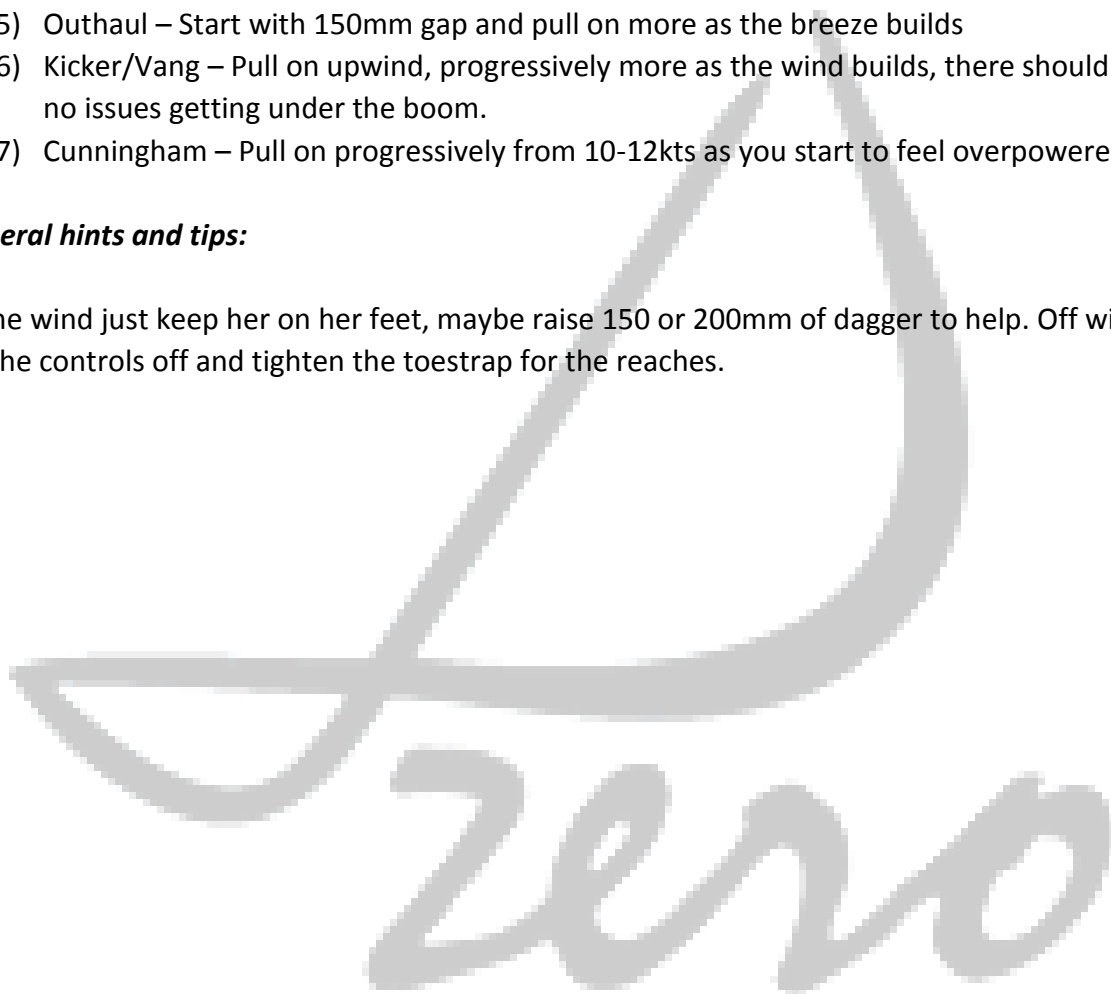 5) Outhaul – Start with 150mm gap and pull on more as the breeze builds
6) Kicker/Vang – Pull on upwind, progressively more as the wind builds, there should
no issues getting under the boom.
7) Cunningham – Pull on progressively from 10-12kts as you start to feel overpowere
eral hints and tips:
he wind just keep her on her feet, maybe raise 150 or 200mm of dagger to help. Off wi
he controls off and tighten the toestrap for the reaches.
zero